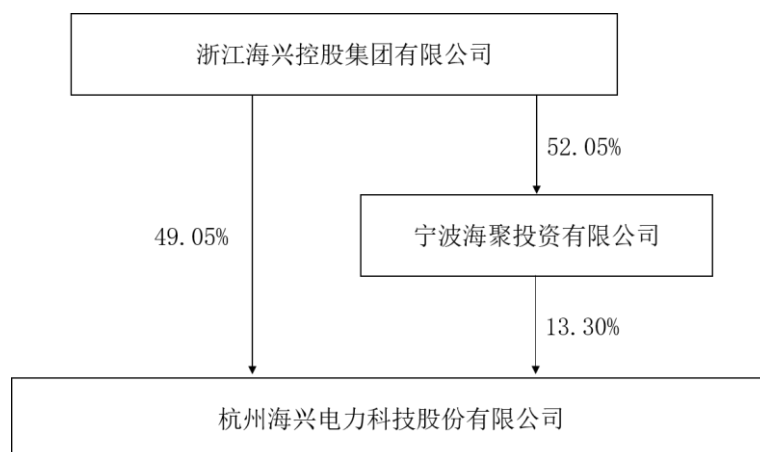 浙江海兴控股集团有限公司
52.05%
49.05%
宁波海聚投资有限公司
13.30%
杭州海兴电力科技股份有限公司